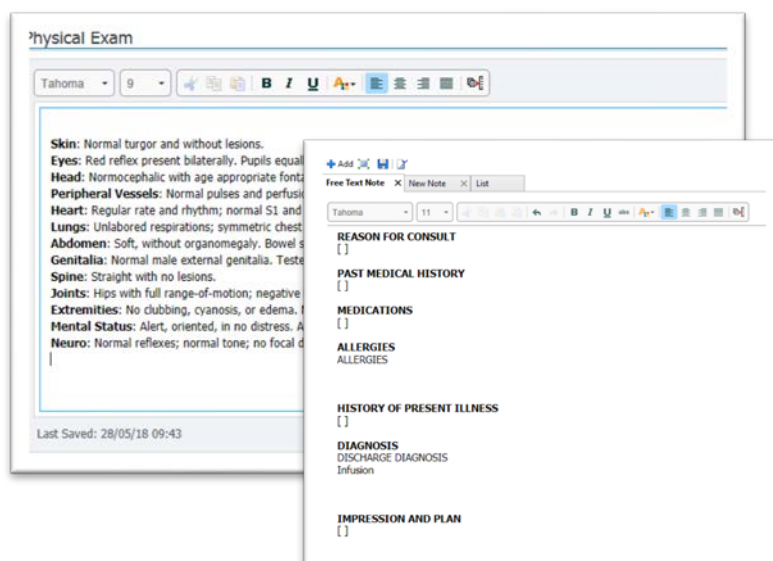 Physical Exam
Tahoma 9 B I U A
Skin: Normal turgor and without lesions.
Eyes: Red reflex present bilaterally. Pupils equal
Head: Normocephalic with age appropriate
Peripheral Vessels: Normal pulses and
Heart: Regular rate and rhythm; normal S1 and
Lungs: Unlabored respirations; symmetric chest
Abdomen: Soft, without organomegaly. Bowel
Genitalia: Normal male external genitalia.
Spine: Straight with no lesions.
Joints: Hips with full range-of-motion; negative
Extremities: No clubbing, cyanosis, or edema.
Mental Status: Alert, oriented, in no distress.
Neuro: Normal reflexes; normal tone; no focal
Last Saved: 28/05/18 09:43
Add
Free Text Note X New Note X List
Tahoma 11 B I U abc A
REASON FOR CONSULT
[ ]
PAST MEDICAL HISTORY
[ ]
MEDICATIONS
[ ]
ALLERGIES
ALLERGIES
HISTORY OF PRESENT ILLNESS
[ ]
DIAGNOSIS
DISCHARGE DIAGNOSIS
Infusion
IMPRESSION AND PLAN
[ ]